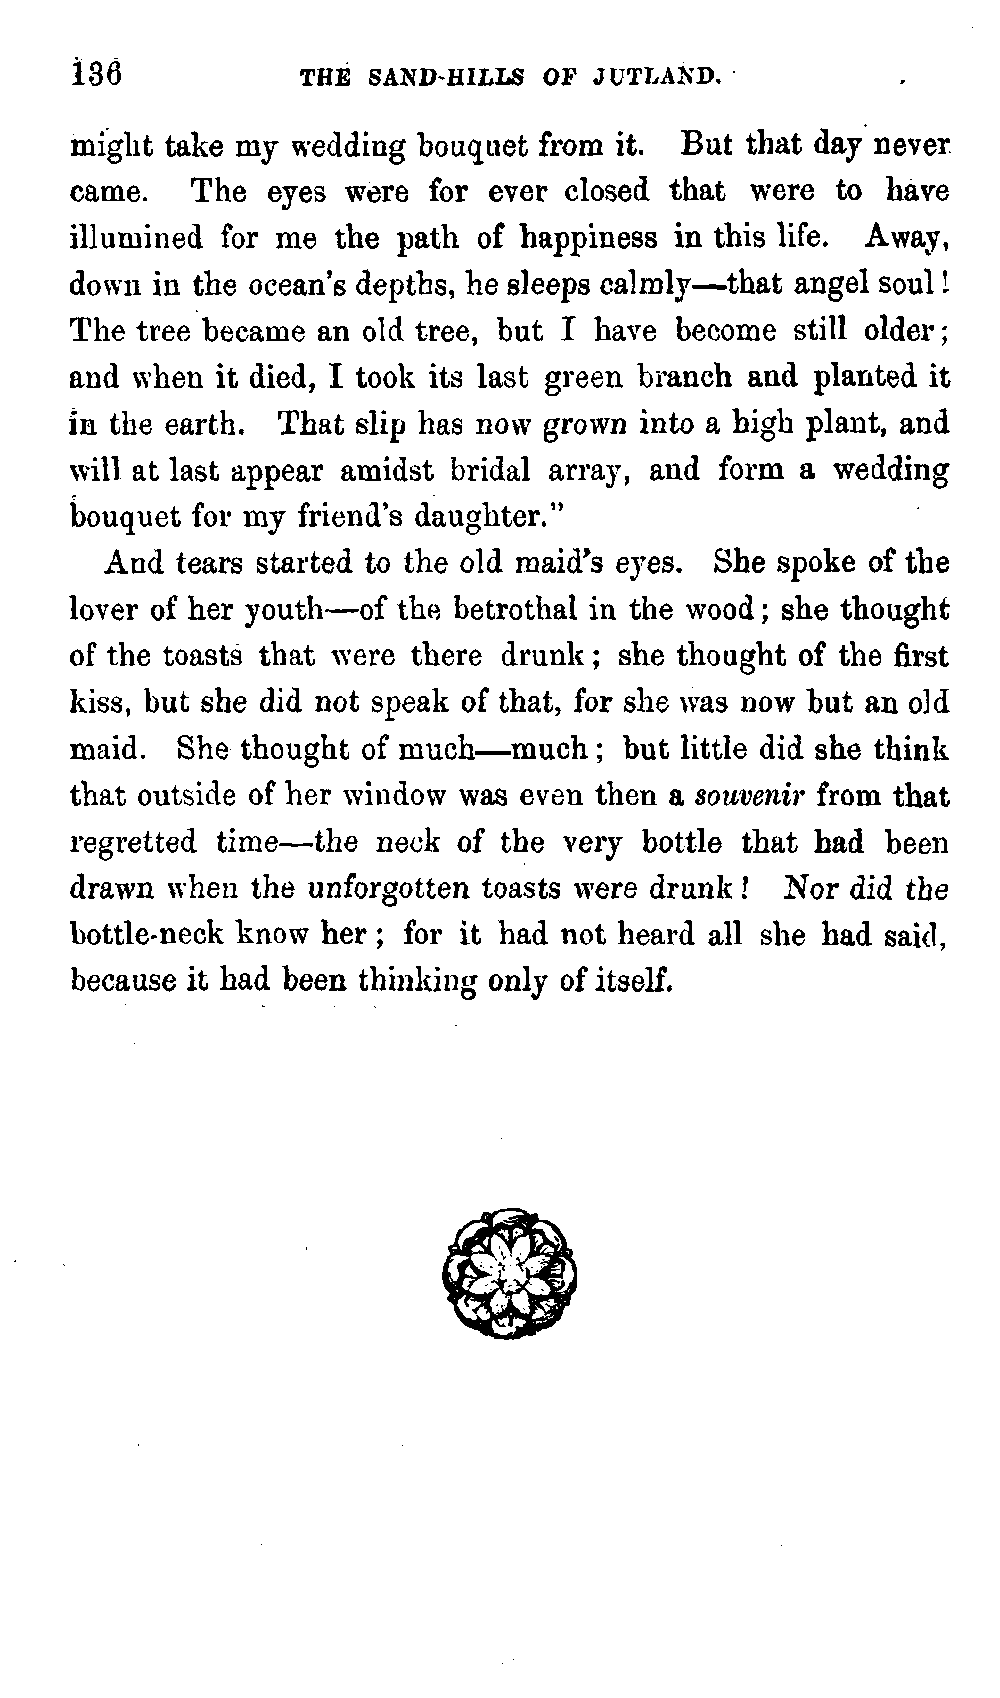 136 THE SAND-HILLS OF JUTLAND.
might take my wedding bouquet from it. But that day never
came. The eyes were for ever closed that were to have
illumined for me the path of happiness in this life. Away,
down in the ocean's depths, he sleeps calmly—that angel soul!
The tree became an old tree, but I have become still older;
and when it died, I took its last green branch and planted it
in the earth. That slip has now grown into a high plant, and
will at last appear amidst bridal array, and form a wedding
bouquet for my friend's daughter."
And tears started to the old maid's eyes. She spoke of the
lover of her youth—of the betrothal in the wood; she thought
of the toasts that were there drunk; she thought of the first
kiss, but she did not speak of that, for she was now but an old
maid. She thought of much—much; but little did she think
that outside of her window was even then a souvenir from that
regretted time—the neck of the very bottle that had been
drawn when the unforgotten toasts were drunk! Nor did the
bottle-neck know her; for it had not heard all she had said,
because it had been thinking only of itself.